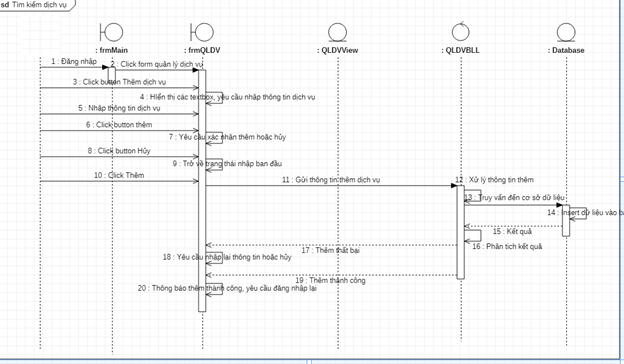 sd Tìm kiếm dịch vụ
: frmMain
: frmQLDV
: QLDVView
: QLDVBLL
: Database
1 : Đăng nhập
2 : Click form quản lý dịch vụ
3 : Click button Thêm dịch vụ
4 : Hiển thị các textbox, yêu cầu nhập thông tin dịch vụ
5 : Nhập thông tin dịch vụ
6 : Click button thêm
7 : Yêu cầu xác nhận thêm hoặc hủy
8 : Click button Hủy
9 : Trở về trạng thái nhập ban đầu
10 : Click Thêm
11 : Gửi thông tin thêm dịch vụ
12 : Xử lý thông tin thêm
13 : Truy vấn đến cơ sở dữ liệu
14 : Insert dữ liệu vào
15 : Kết quả
16 : Phân tích kết quả
17 : Thêm thất bại
18 : Yêu cầu nhập lại thông tin hoặc hủy
19 : Thêm thành công
20 : Thông báo thêm thành công, yêu cầu đăng nhập lại